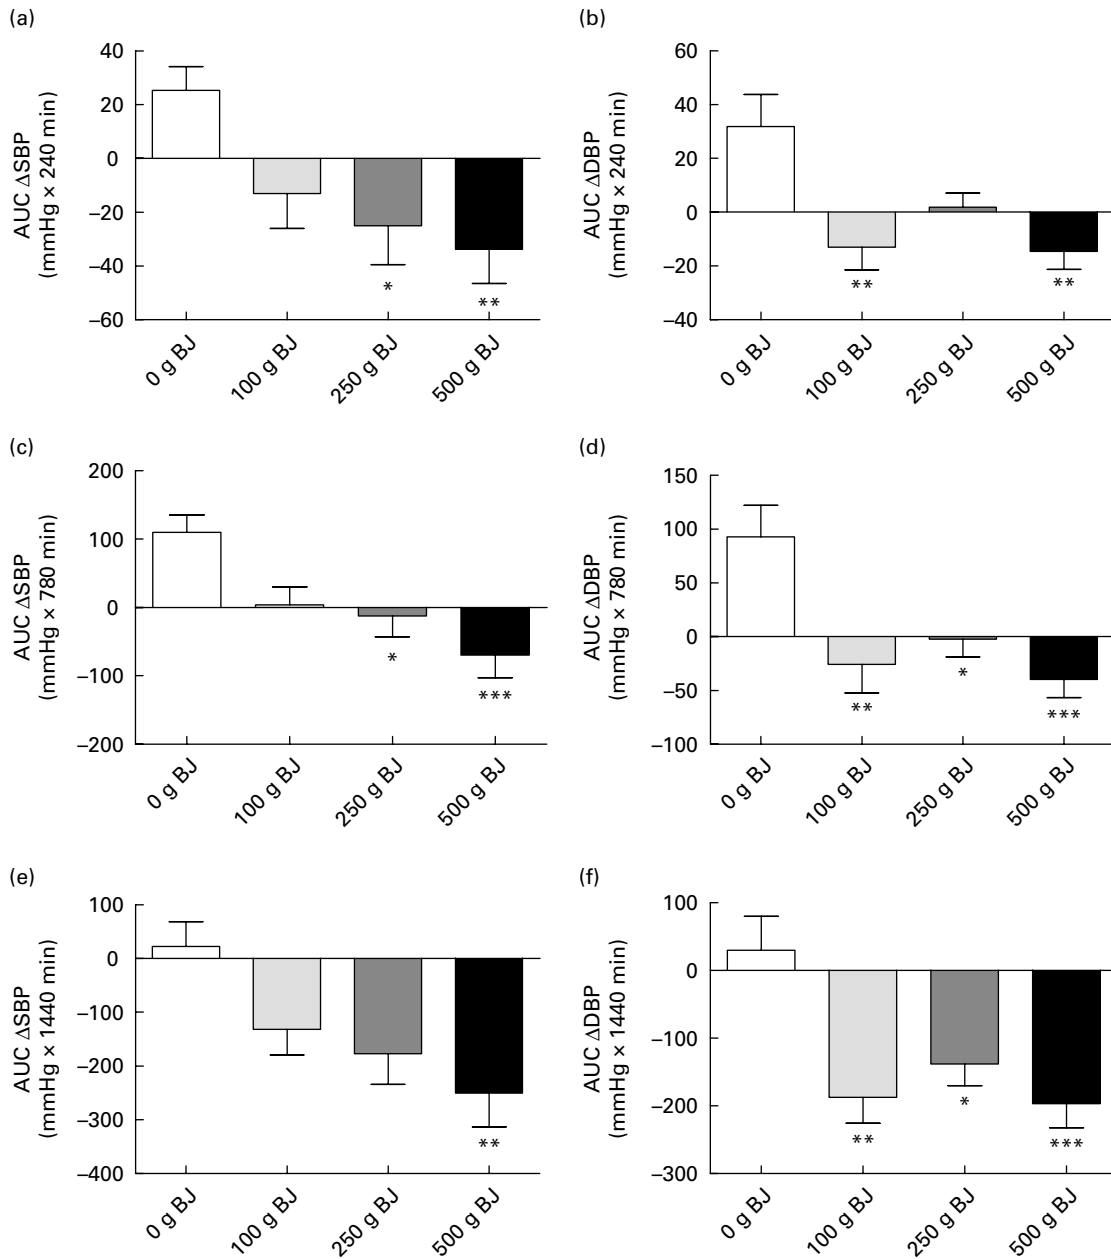 (a)
AUC ΔSBP
(mmHg × 240 min)
40
20
0
−20
−40
−60
*
**
0 g BJ
100 g BJ
250 g BJ
500 g BJ
(b)
AUC ΔDBP
(mmHg × 240 min)
60
40
20
0
−20
−40
**
**
0 g BJ
100 g BJ
250 g BJ
500 g BJ
(c)
AUC ΔSBP
(mmHg × 780 min)
200
100
0
−100
−200
*
***
0 g BJ
100 g BJ
250 g BJ
500 g BJ
(d)
AUC ΔDBP
(mmHg × 780 min)
150
100
50
0
−50
−100
**
*
***
0 g BJ
100 g BJ
250 g BJ
500 g BJ
(e)
AUC ΔSBP
(mmHg × 1440 min)
100
0
−100
−200
−300
−400
**
0 g BJ
100 g BJ
250 g BJ
500 g BJ
(f)
AUC ΔDBP
(mmHg × 1440 min)
100
0
−100
−200
−300
**
*
***
0 g BJ
100 g BJ
250 g BJ
500 g BJ